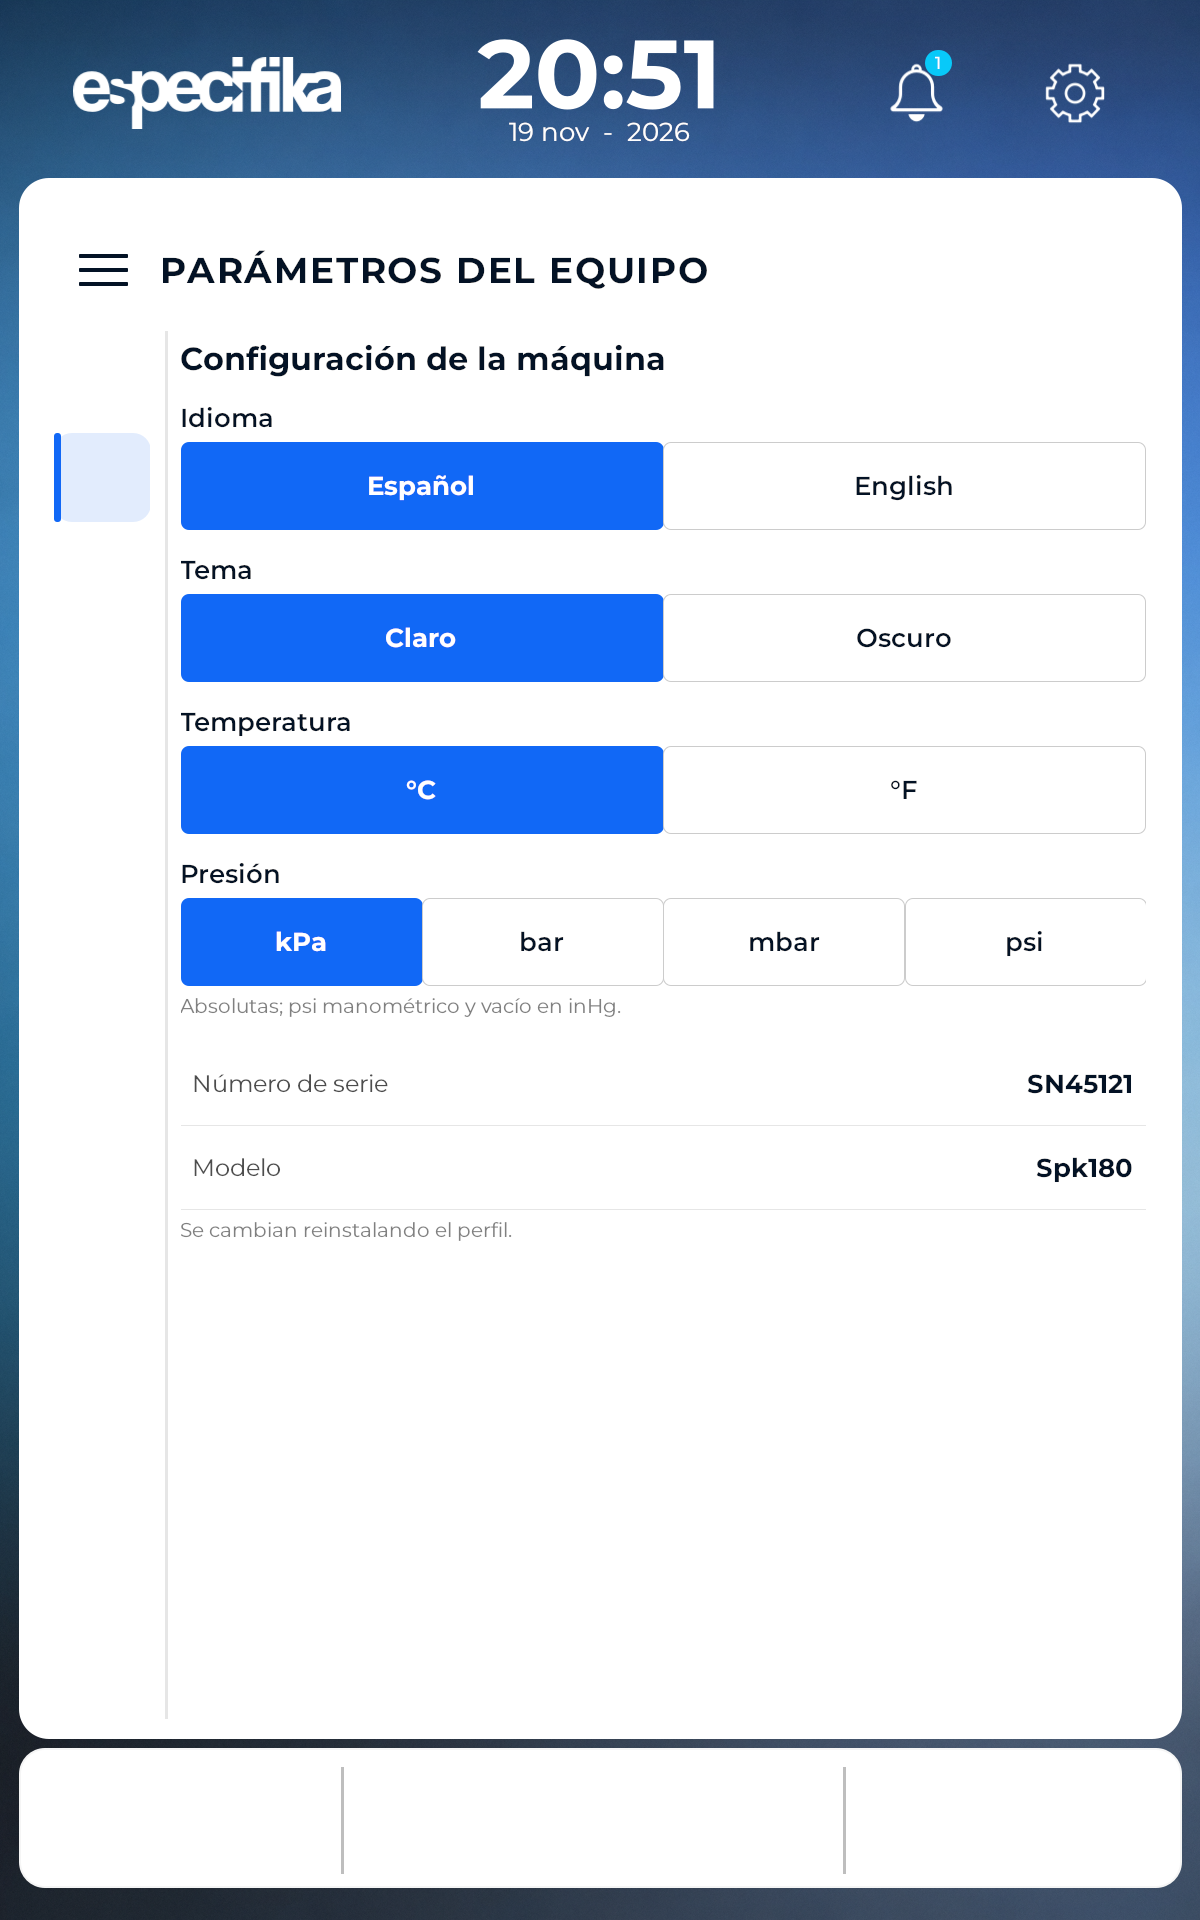 especifika
20:51
1
19 nov - 2026
PARÁMETROS DEL EQUIPO
Configuración de la máquina
Idioma
Español English
Tema
Claro Oscuro
Temperatura
°C °F
Presión
kPa bar mbar psi
Absolutas; psi manométrico y vacío en inHg.
Número de serie SN45121
Modelo Spk180
Se cambian reinstalando el perfil.